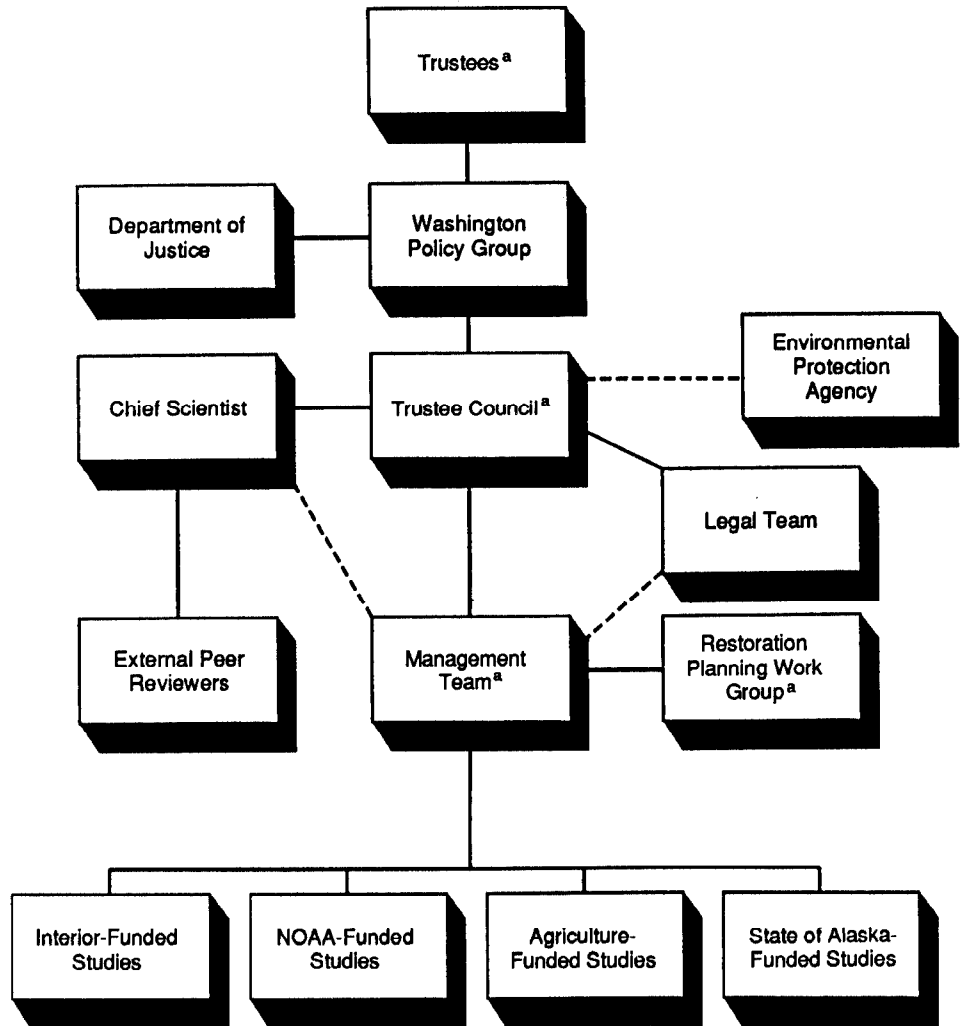 Trustees a
Department of
Justice
Washington
Policy Group
Environmental
Protection
Agency
Chief Scientist
Trustee Council a
Legal Team
External Peer
Reviewers
Management
Team a
Restoration
Planning Work
Group a
Interior-Funded
Studies
NOAA-Funded
Studies
Agriculture-
Funded Studies
State of Alaska-
Funded Studies